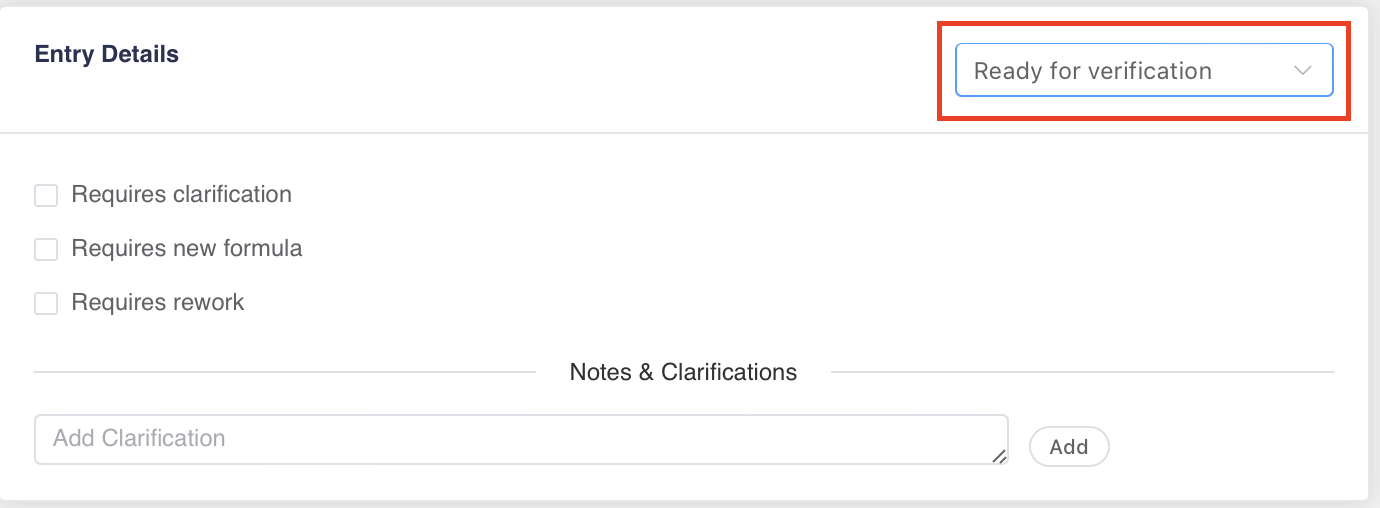 Entry Details
Ready for verification
Requires clarification
Requires new formula
Requires rework
Notes & Clarifications
Add Clarification
Add